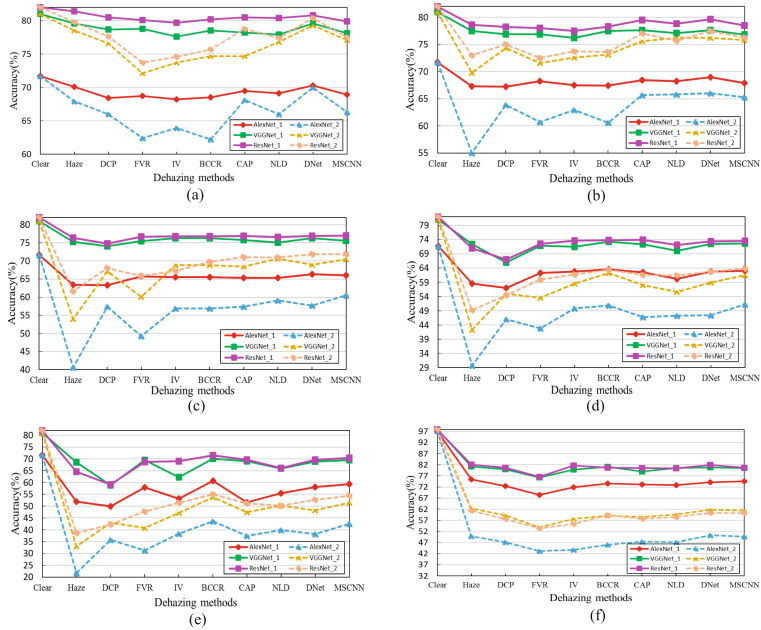 Accuracy(%)
85
80
75
70
65
60
AlexNet_1 AlexNet_2
VGGNet_1 VGGNet_2
ResNet_1 ResNet_2
Clear Haze DCP FVR IV BCCR CAP NLD DNet MSCNN
Dehazing methods
(a)
Accuracy(%)
80
75
70
65
60
55
AlexNet_1 AlexNet_2
VGGNet_1 VGGNet_2
ResNet_1 ResNet_2
Clear Haze DCP FVR IV BCCR CAP NLD DNet MSCNN
Dehazing methods
(b)
Accuracy(%)
80
75
70
65
60
55
50
45
40
AlexNet_1 AlexNet_2
VGGNet_1 VGGNet_2
ResNet_1 ResNet_2
Clear Haze DCP FVR IV BCCR CAP NLD DNet MSCNN
Dehazing methods
(c)
Accuracy(%)
79
74
69
64
59
54
49
44
39
34
29
AlexNet_1 AlexNet_2
VGGNet_1 VGGNet_2
ResNet_1 ResNet_2
Clear Haze DCP FVR IV BCCR CAP NLD DNet MSCNN
Dehazing methods
(d)
Accuracy(%)
80
75
70
65
60
55
50
45
40
35
30
25
20
AlexNet_1 AlexNet_2
VGGNet_1 VGGNet_2
ResNet_1 ResNet_2
Clear Haze DCP FVR IV BCCR CAP NLD DNet MSCNN
Dehazing methods
(e)
Accuracy(%)
97
92
87
82
77
72
67
62
57
52
47
42
37
32
AlexNet_1 AlexNet_2
VGGNet_1 VGGNet_2
ResNet_1 ResNet_2
Clear Haze DCP FVR IV BCCR CAP NLD DNet MSCNN
Dehazing methods
(f)